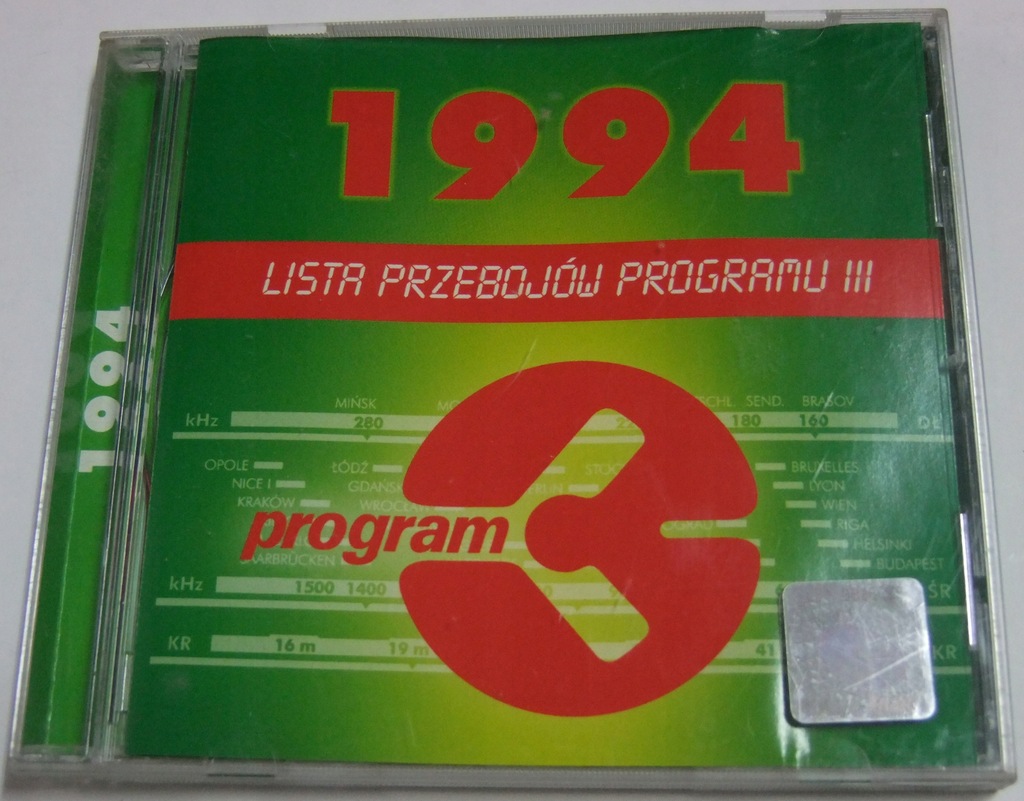 1994
LISTA PRZEBOJÓW PROGRAMU III
1994
MIŃSK SEND. BRASOV
kHz 280 180 160
OPOLE ŁÓDŹ BRUXELLES
NICE I GDAŃSK LYON
KRAKÓW WROCŁAW WIEN
program RIGA
HELSINKI
BUDAPEST
kHz 1500 1400 ŚR
KR 16 m 19 m 41 KR